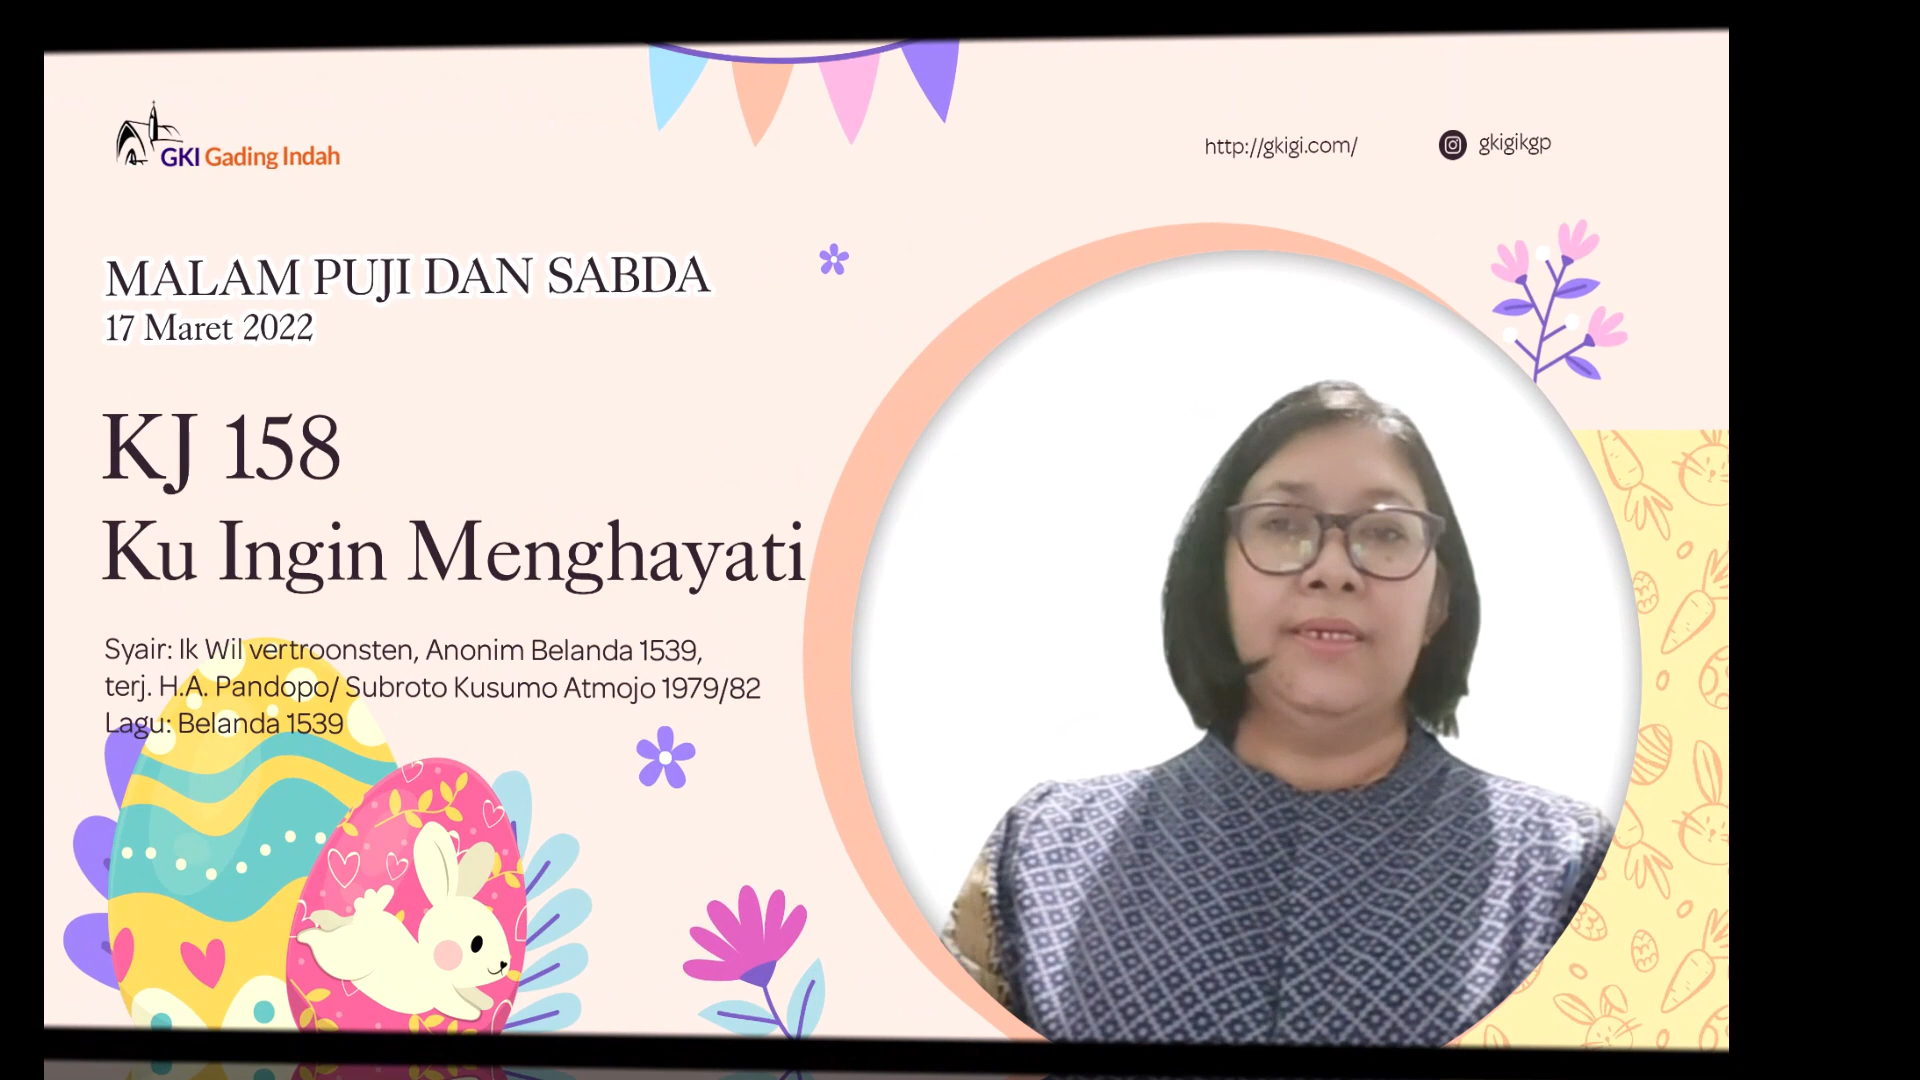 GKI Gading Indah
http://gkigi.com/
gkigikgp
MALAM PUJI DAN SABDA
17 Maret 2022
KJ 158
Ku Ingin Menghayati
Syair: Ik Wil vertroonsten, Anonim Belanda 1539,
terj. H.A. Pandopo/ Subroto Kusumo Atmojo 1979/82
Lagu: Belanda 1539